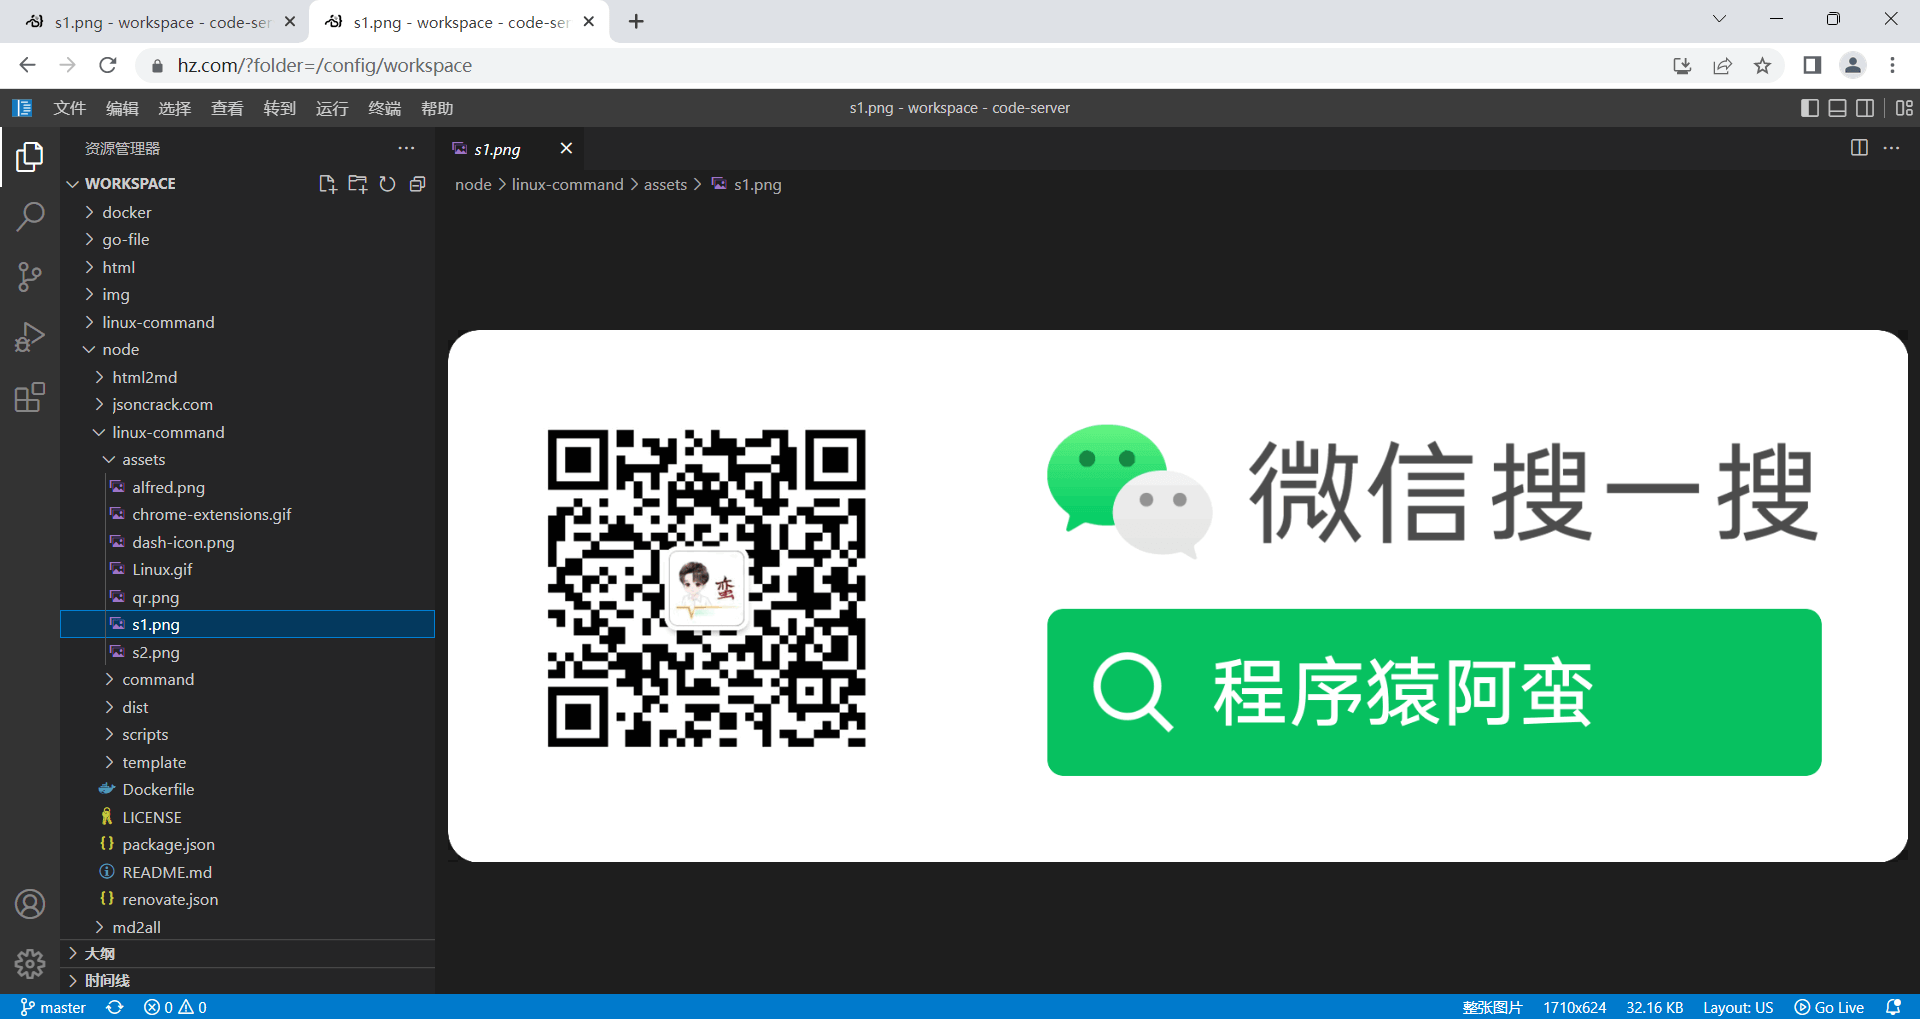 s1.png - workspace - code-ser
s1.png - workspace - code-ser
hz.com/?folder=/config/workspace
文件 编辑 选择 查看 转到 运行 终端 帮助
s1.png - workspace - code-server
资源管理器
s1.png
WORKSPACE
node > linux-command > assets > s1.png
docker
go-file
html
img
linux-command
node
html2md
jsoncrack.com
linux-command
assets
alfred.png
chrome-extensions.gif
dash-icon.png
Linux.gif
qr.png
s1.png
s2.png
command
dist
scripts
template
Dockerfile
LICENSE
package.json
README.md
renovate.json
md2all
大纲
时间线
微信搜一搜
蛮
程序猿阿蛮
master
0
0
整张图片
1710x624
32.16 KB
Layout: US
Go Live